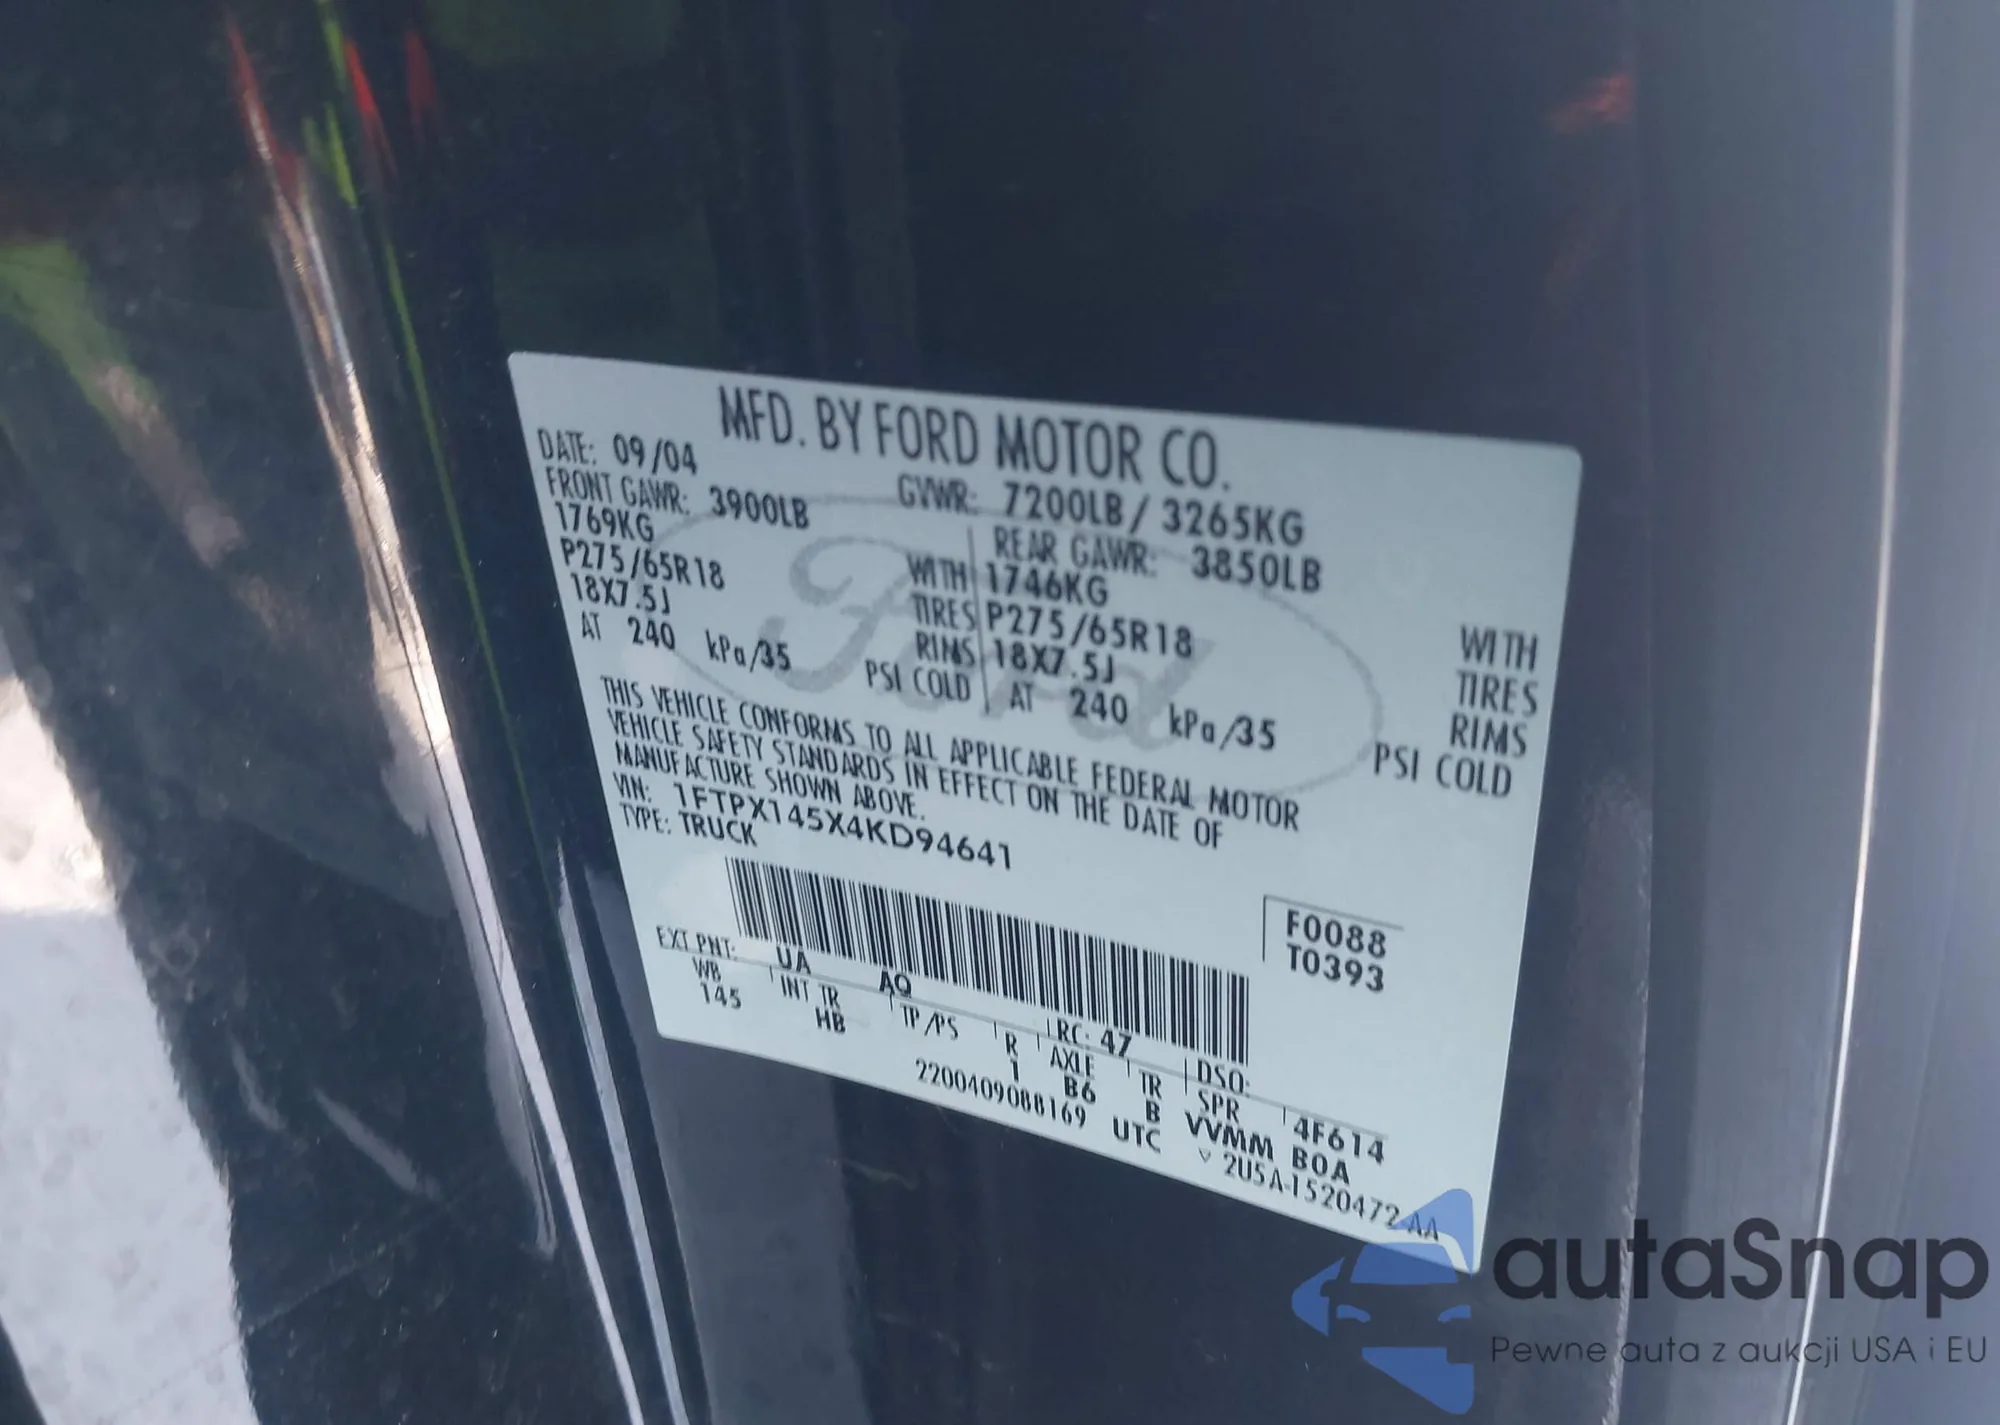 MFD. BY FORD MOTOR CO.
DATE: 09/04 GVWR: 7200LB / 3265KG
FRONT GAWR: 3900LB REAR GAWR: 3850LB
1769KG WITH 1746KG WITH
P275/65R18 TIRES P275/65R18 TIRES
18X7.5J RIMS 18X7.5J RIMS
AT 240 kPa/35 PSI COLD AT 240 kPa/35 PSI COLD
THIS VEHICLE CONFORMS TO ALL APPLICABLE FEDERAL MOTOR
VEHICLE SAFETY STANDARDS IN EFFECT ON THE DATE OF
MANUFACTURE SHOWN ABOVE.
VIN: 1FTPX145X4KD94641
TYPE: TRUCK
F0088
T0393
EXT PNT: UA AQ RC: 47 DSO:
WB INT TR TP/PS R AXLE TR SPR 4F614
145 HB 1 B6 B VVMM BOA
2200409088169 UTC ▽ 2U5A-1520472-AA
Ford
autaSnap
Pewne auta z aukcji USA i EU